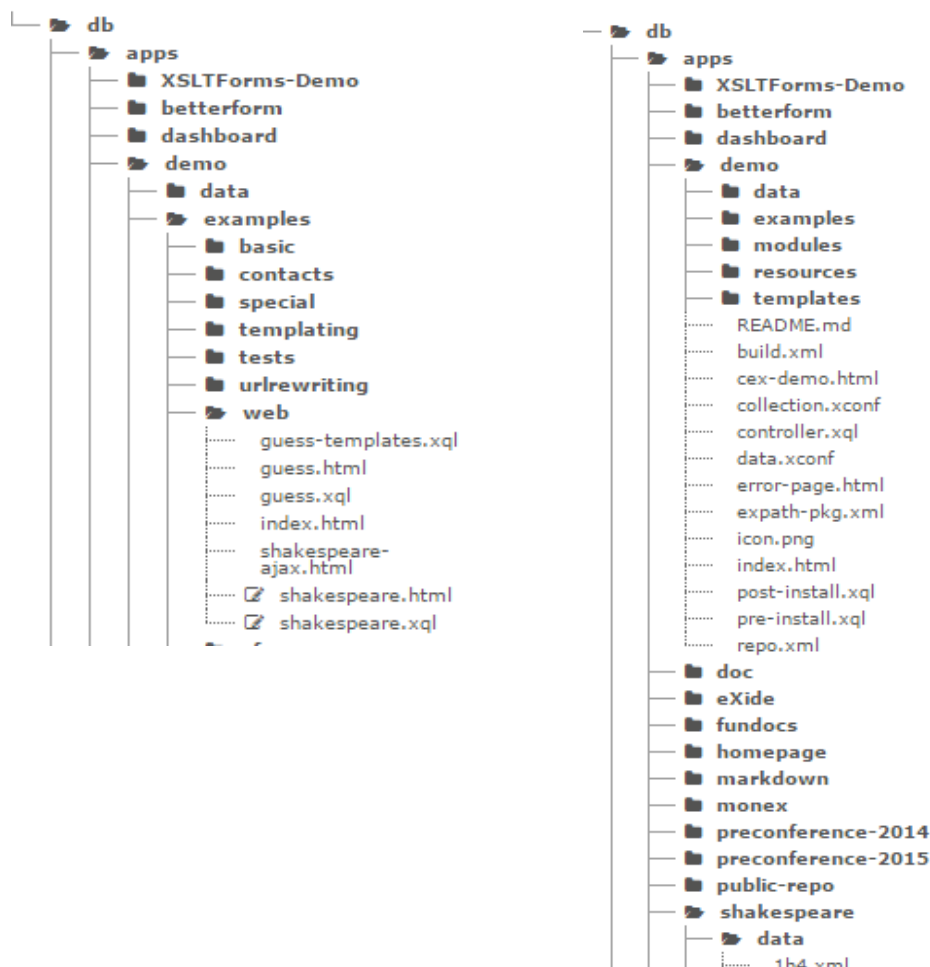 db
apps
XSLTForms-Demo
betterform
dashboard
demo
data
examples
basic
contacts
special
templating
tests
urlrewriting
web
guess-templates.xql
guess.html
guess.xql
index.html
shakespeare-
ajax.html
shakespeare.html
shakespeare.xql
db
apps
XSLTForms-Demo
betterform
dashboard
demo
data
examples
modules
resources
templates
README.md
build.xml
cex-demo.html
collection.xconf
controller.xql
data.xconf
error-page.html
expath-pkg.xml
icon.png
index.html
post-install.xql
pre-install.xql
repo.xml
doc
eXide
fundocs
homepage
markdown
monex
preconference-2014
preconference-2015
public-repo
shakespeare
data